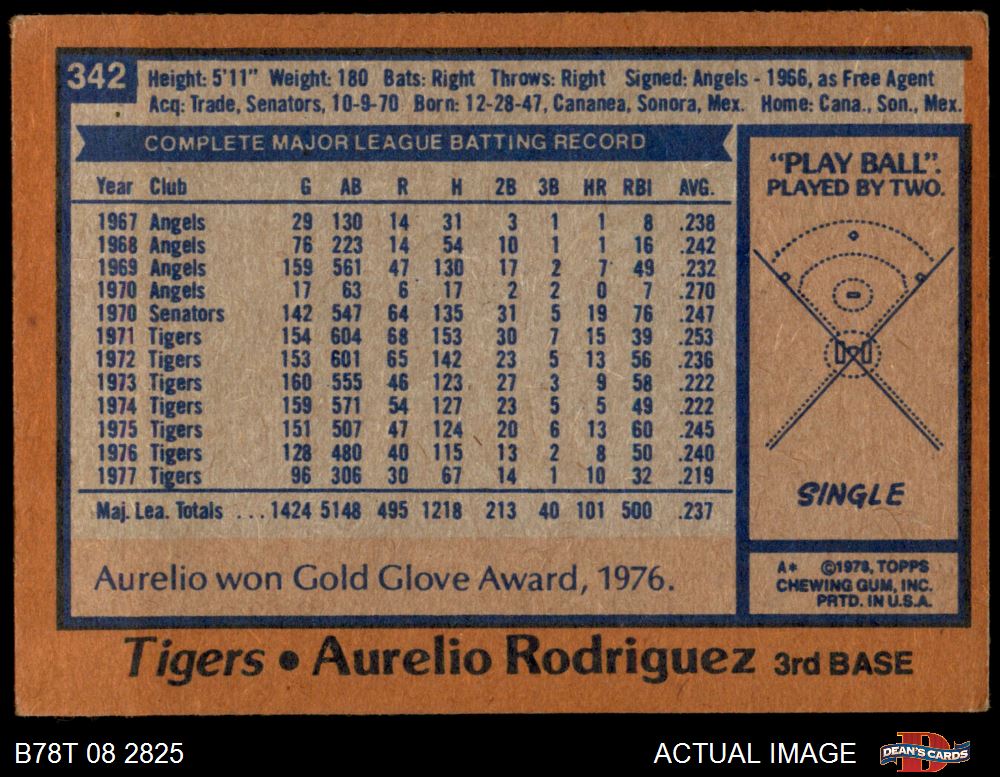 342
Height: 5'11" Weight: 180 Bats: Right Throws: Right Signed: Angels - 1966, as Free Agent
Acq: Trade, Senators, 10-9-70 Born: 12-28-47, Cananea, Sonora, Mex. Home: Cana., Son., Mex.
COMPLETE MAJOR LEAGUE BATTING RECORD
Year Club G AB R H 2B 3B HR RBI AVG.
1967 Angels 29 130 14 31 3 1 1 8 .238
1968 Angels 76 223 14 54 10 1 1 16 .242
1969 Angels 159 561 47 130 17 2 7 49 .232
1970 Angels 17 63 6 17 2 2 0 7 .270
1970 Senators 142 547 64 135 31 5 19 76 .247
1971 Tigers 154 604 68 153 30 7 15 39 .253
1972 Tigers 153 601 65 142 23 5 13 56 .236
1973 Tigers 160 555 46 123 27 3 9 58 .222
1974 Tigers 159 571 54 127 23 5 5 49 .222
1975 Tigers 151 507 47 124 20 6 13 60 .245
1976 Tigers 128 480 40 115 13 2 8 50 .240
1977 Tigers 96 306 30 67 14 1 10 32 .219
Maj. Lea. Totals ... 1424 5148 495 1218 213 40 101 500 .237
Aurelio won Gold Glove Award, 1976.
"PLAY BALL".
PLAYED BY TWO.
SINGLE
A* ©1978, TOPPS
CHEWING GUM, INC.
PRTD. IN U.S.A.
Tigers • Aurelio Rodriguez 3rd BASE
B78T 08 2825
ACTUAL IMAGE
D
DEAN'S CARDS